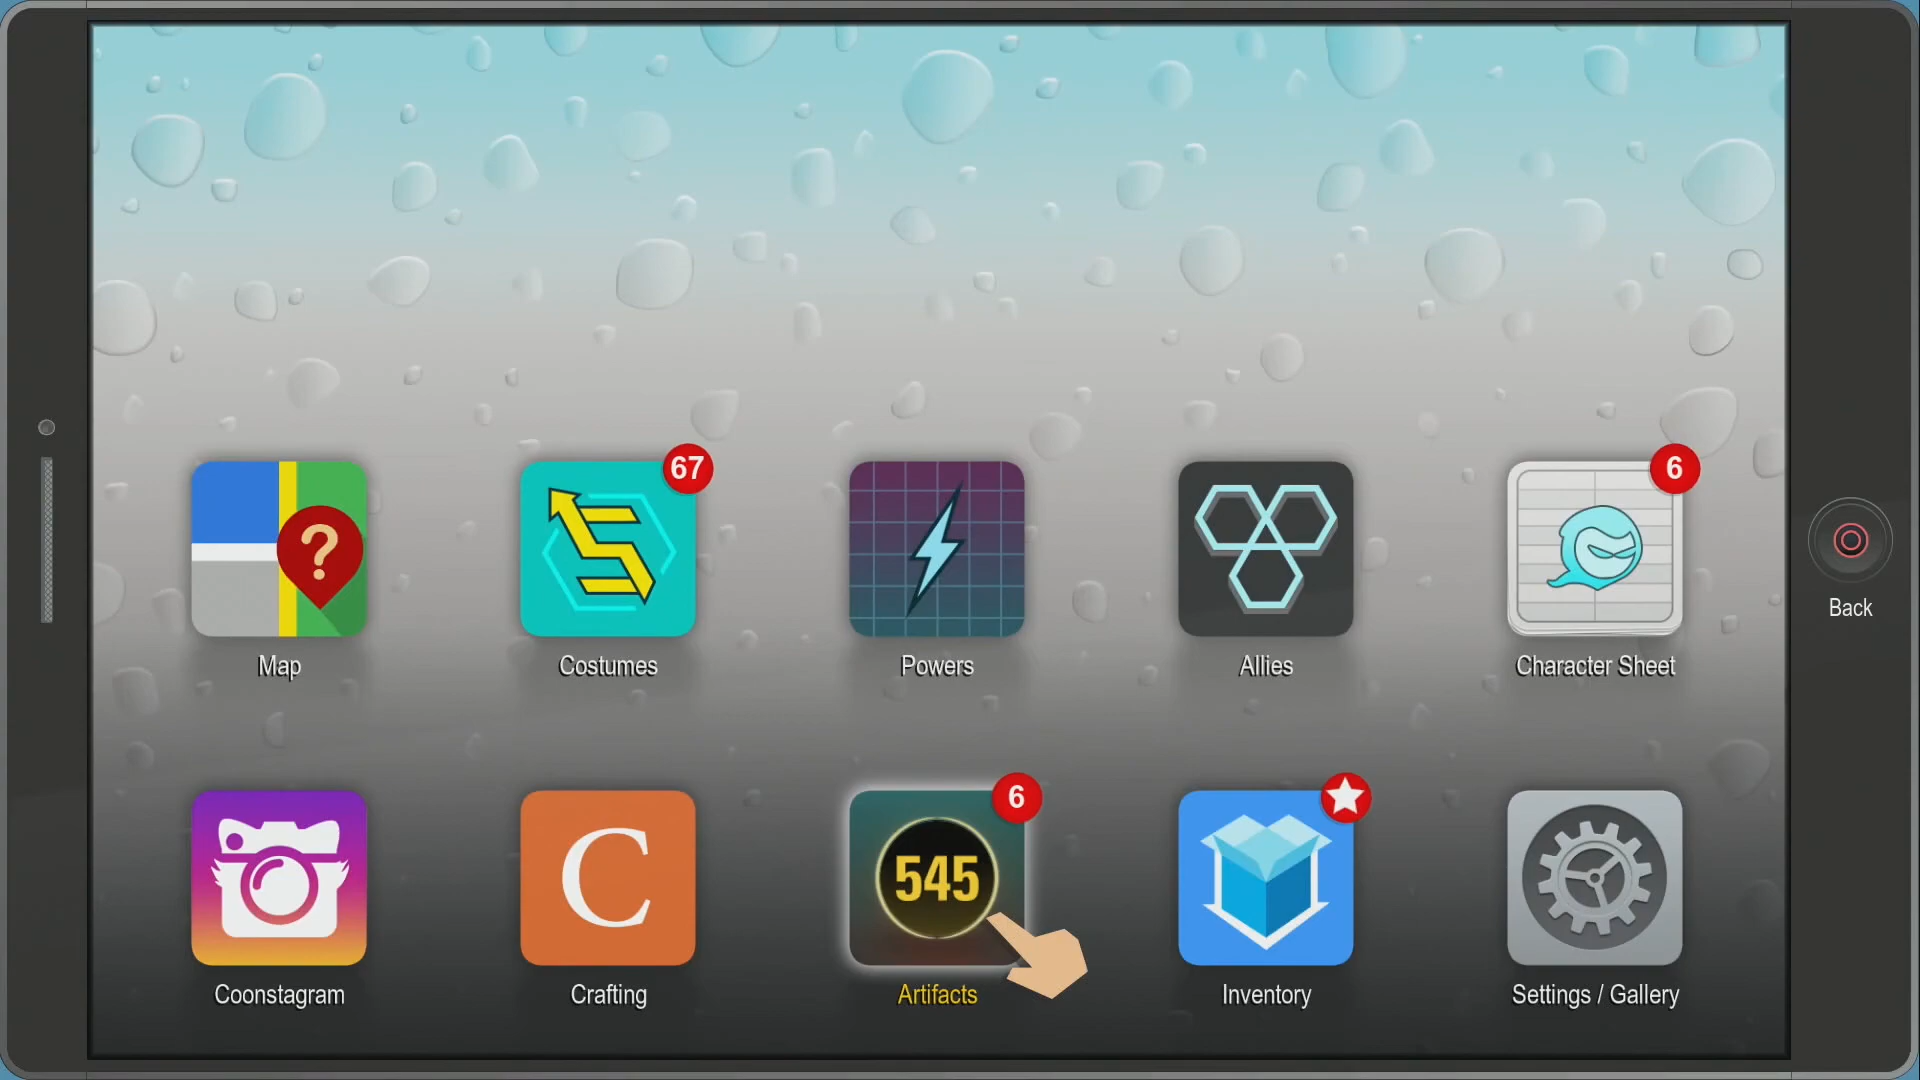 67
6
?
Map
Costumes
Powers
Allies
Character Sheet
Back
6
C
545
Coonstagram
Crafting
Artifacts
Inventory
Settings / Gallery